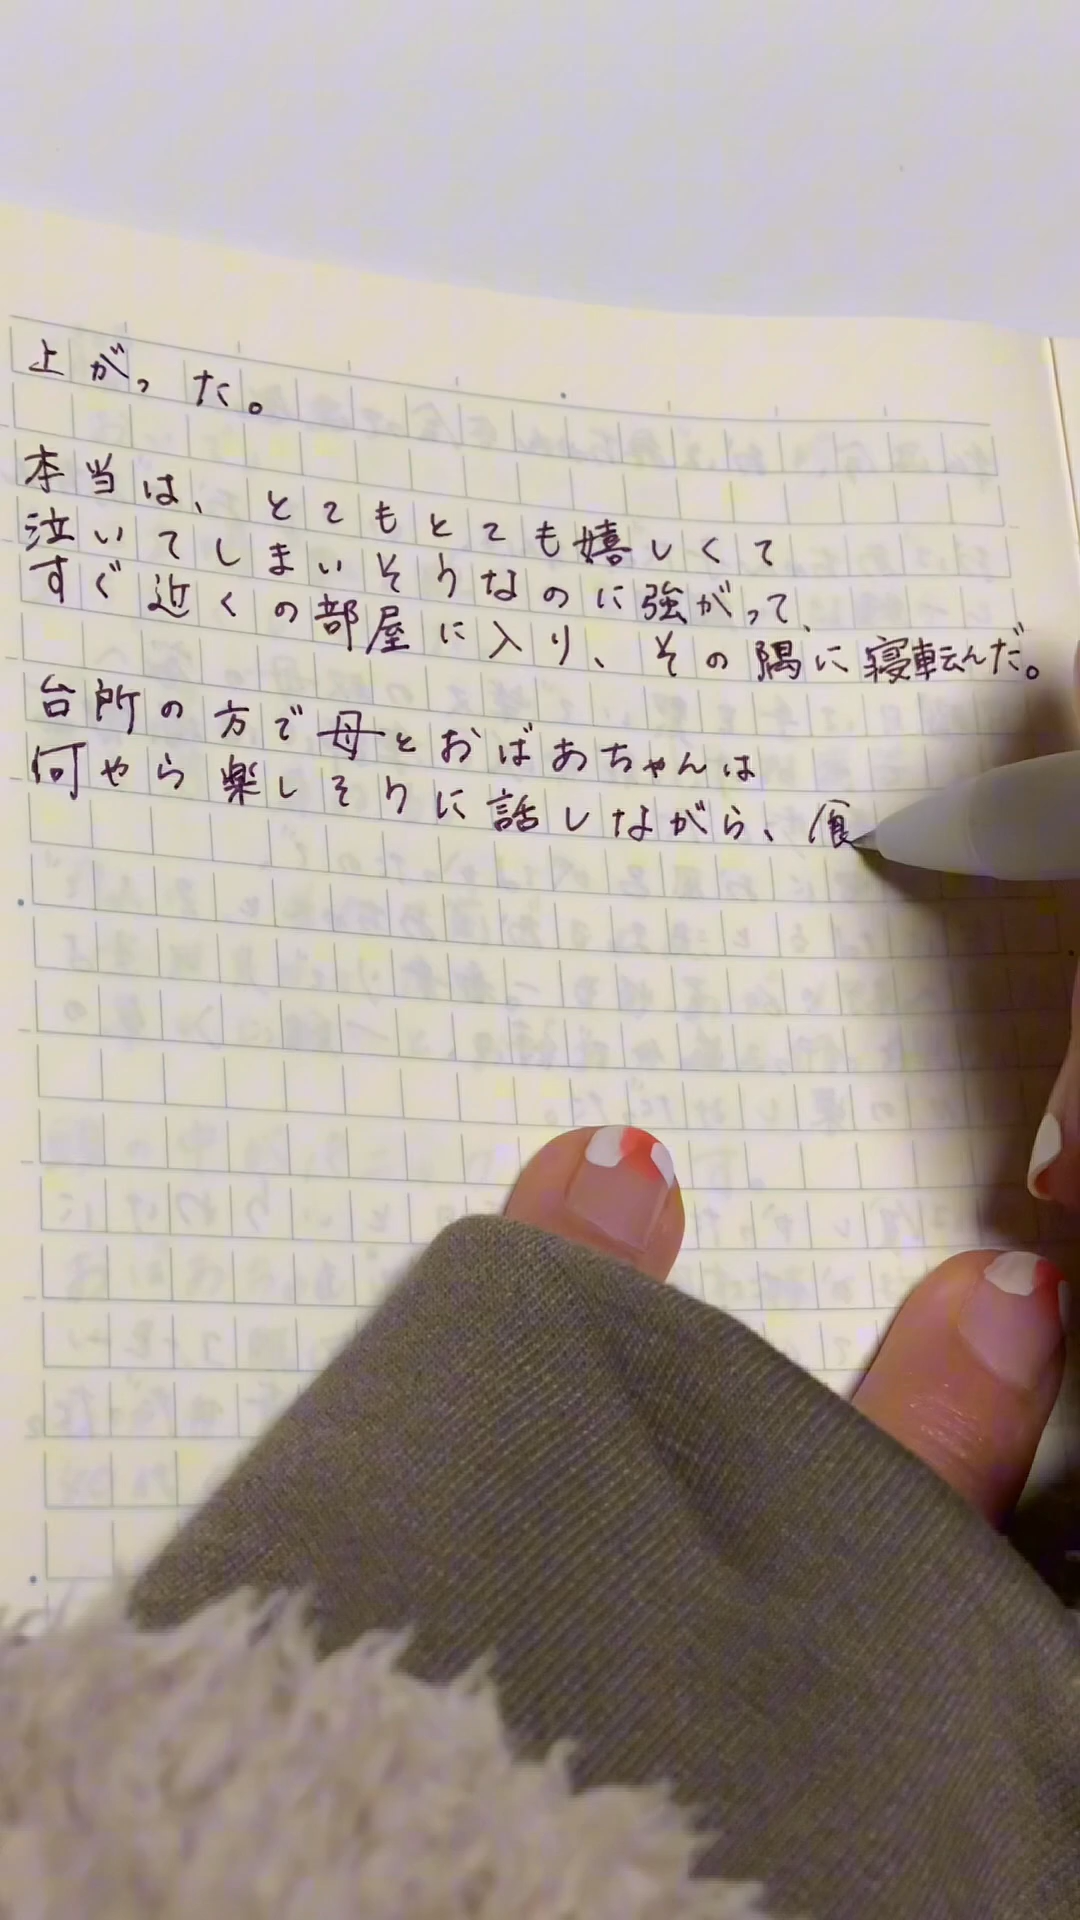 上がった。
本当は、とてもとても嬉しくて
泣いてしまいそうなのに強がって、
すぐ近くの部屋に入り、その隅に寝転んだ。
台所の方で母とおばあちゃんは
何やら楽しそうに話しながら、食